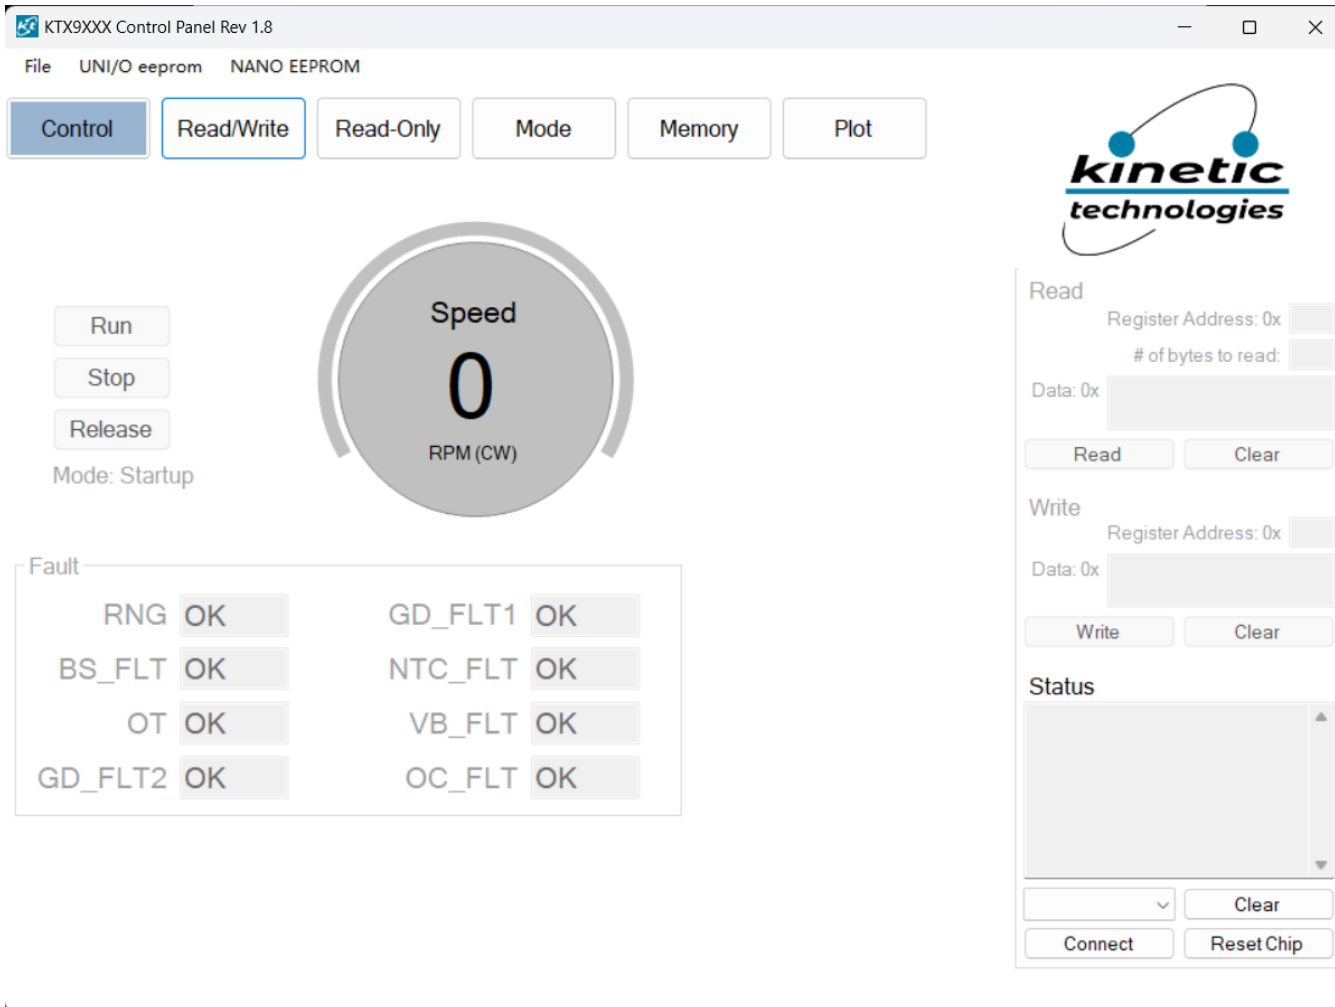 Kt KTX9XXX Control Panel Rev 1.8
File UNI/O eeprom NANO EEPROM
Control Read/Write Read-Only Mode Memory Plot
kinetic
technologies
Run
Stop
Release
Mode: Startup
Speed
0
RPM (CW)
Fault
RNG OK GD_FLT1 OK
BS_FLT OK NTC_FLT OK
OT OK VB_FLT OK
GD_FLT2 OK OC_FLT OK
Read
Register Address: 0x
# of bytes to read:
Data: 0x
Read Clear
Write
Register Address: 0x
Data: 0x
Write Clear
Status
Clear
Connect Reset Chip